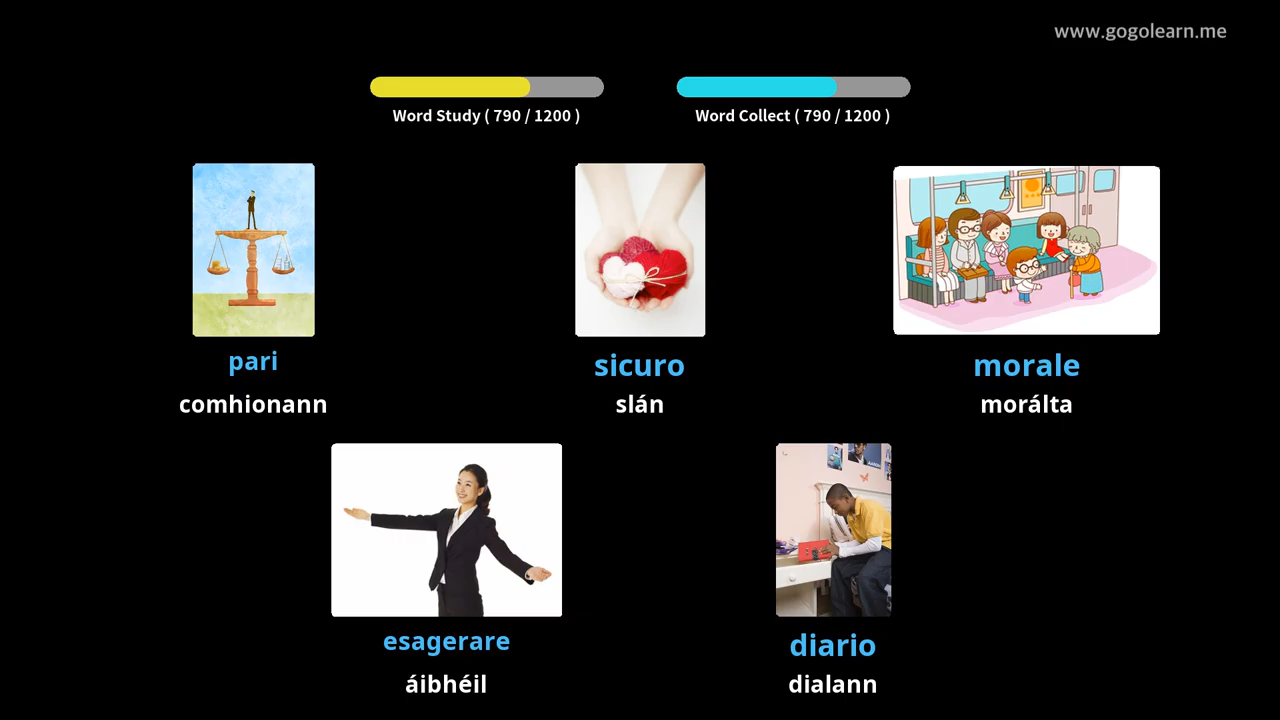 www.gogolearn.me
Word Study ( 790 / 1200 )
Word Collect ( 790 / 1200 )
pari
sicuro
morale
comhionann
slán
morálta
esagerare
diario
áibhéil
dialann